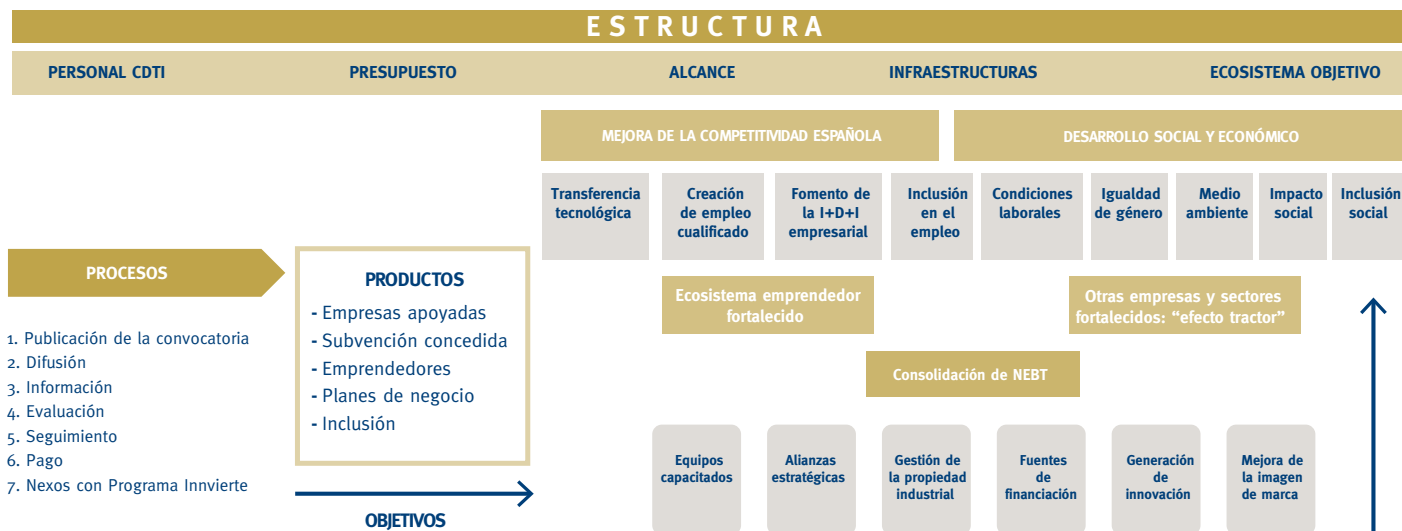 ESTRUCTURA
PERSONAL CDTI
PRESUPUESTO
ALCANCE
INFRAESTRUCTURAS
ECOSISTEMA OBJETIVO
MEJORA DE LA COMPETITIVIDAD ESPAÑOLA
DESARROLLO SOCIAL Y ECONÓMICO
Transferencia
tecnológica
Creación
de empleo
cualificado
Fomento de
la I+D+I
empresarial
Inclusión
en el
empleo
Condiciones
laborales
Igualdad
de género
Medio
ambiente
Impacto
social
Inclusión
social
PROCESOS
1. Publicación de la convocatoria
2. Difusión
3. Información
4. Evaluación
5. Seguimiento
6. Pago
7. Nexos con Programa Innvierte
PRODUCTOS
- Empresas apoyadas
- Subvención concedida
- Emprendedores
- Planes de negocio
- Inclusión
OBJETIVOS
Ecosistema emprendedor
fortalecido
Otras empresas y sectores
fortalecidos: “efecto tractor”
Consolidación de NEBT
Equipos
capacitados
Alianzas
estratégicas
Gestión de
la propiedad
industrial
Fuentes
de
financiación
Generación
de
innovación
Mejora de
la imagen
de marca